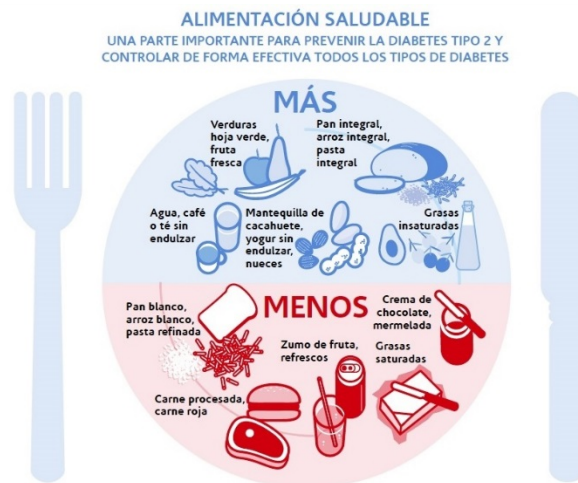 ALIMENTACIÓN SALUDABLE
UNA PARTE IMPORTANTE PARA PREVENIR LA DIABETES TIPO 2 Y
CONTROLAR DE FORMA EFECTIVA TODOS LOS TIPOS DE DIABETES
MÁS
Verduras
hoja verde,
fruta
fresca
Pan integral,
arroz integral,
pasta
integral
Agua, café
o té sin
endulzar
Mantequilla de
cacahuete,
yogur sin
endulzar,
nueces
Grasas
insaturadas
MENOS
Pan blanco,
arroz blanco,
pasta refinada
Crema de
chocolate,
mermelada
Zumo de fruta,
refrescos
Grasas
saturadas
Carne procesada,
carne roja